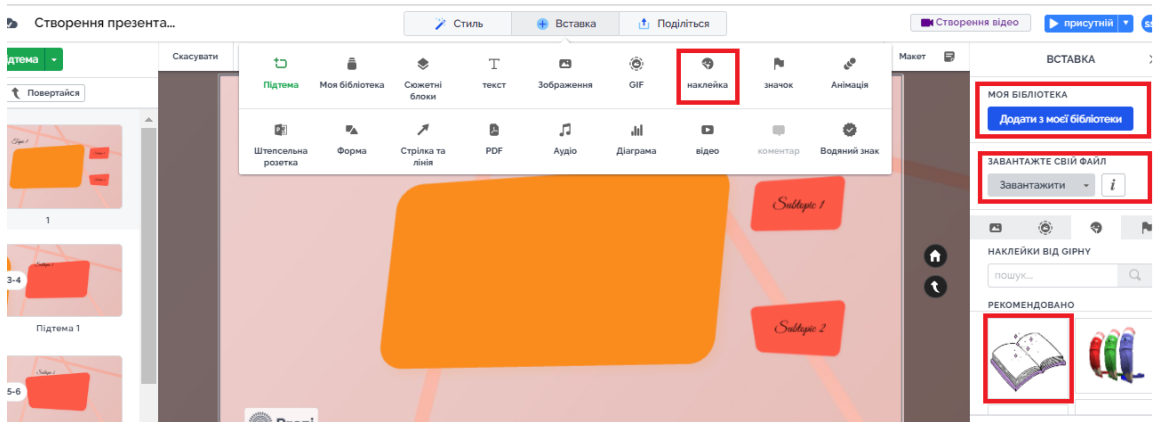 Створення презента...
Стиль
Вставка
Поділіться
Створення відео
присутній
підтема
Скасувати
Макет
ВСТАВКА
Підтема
Моя бібліотека
Сюжетні
блоки
текст
Зображення
GIF
наклейка
значок
Анімація
Повертайся
МОЯ БІБЛІОТЕКА
Додати з моєї бібліотеки
Штепсельна
розетка
Форма
Стрілка та
лінія
PDF
Аудіо
Діаграма
відео
коментар
Водяний знак
ЗАВАНТАЖТЕ СВІЙ ФАЙЛ
Завантажити
i
Subtopic 1
1
НАКЛЕЙКИ ВІД GIPHY
пошук...
3-4
РЕКОМЕНДОВАНО
Підтема 1
Subtopic 2
5-6
Prezi